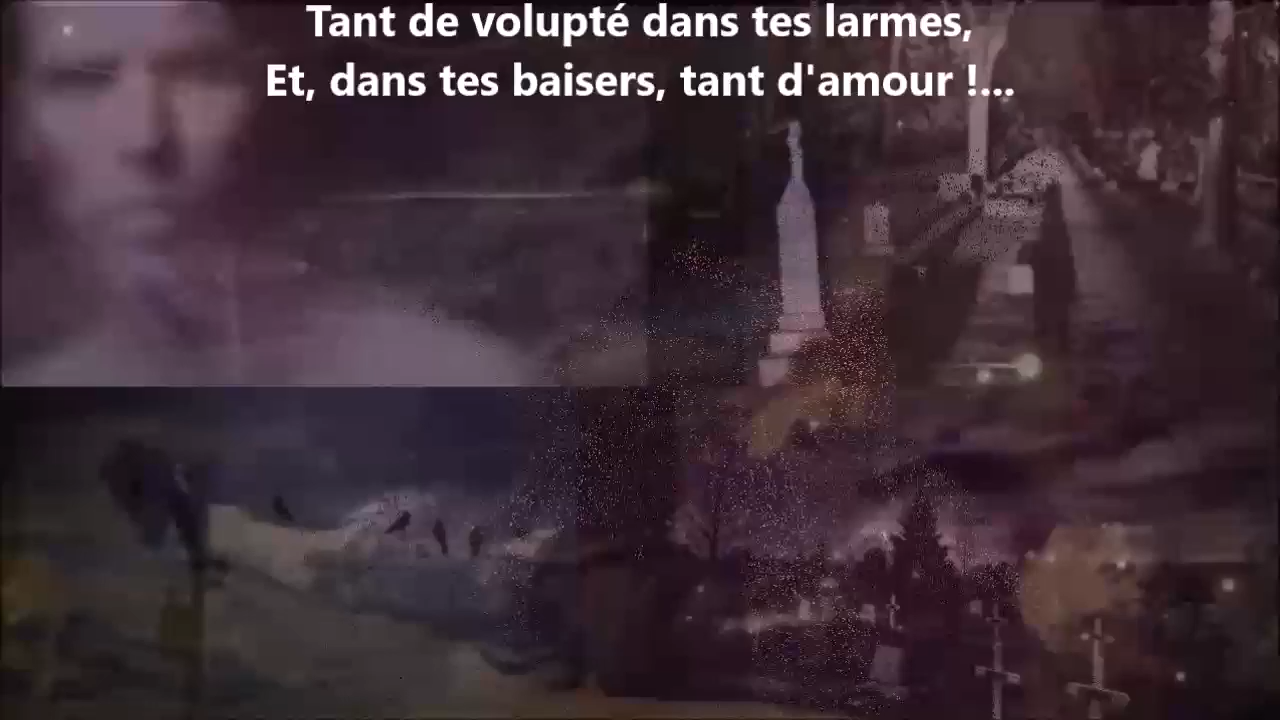 Tant de volupté dans tes larmes,
Et, dans tes baisers, tant d'amour !...